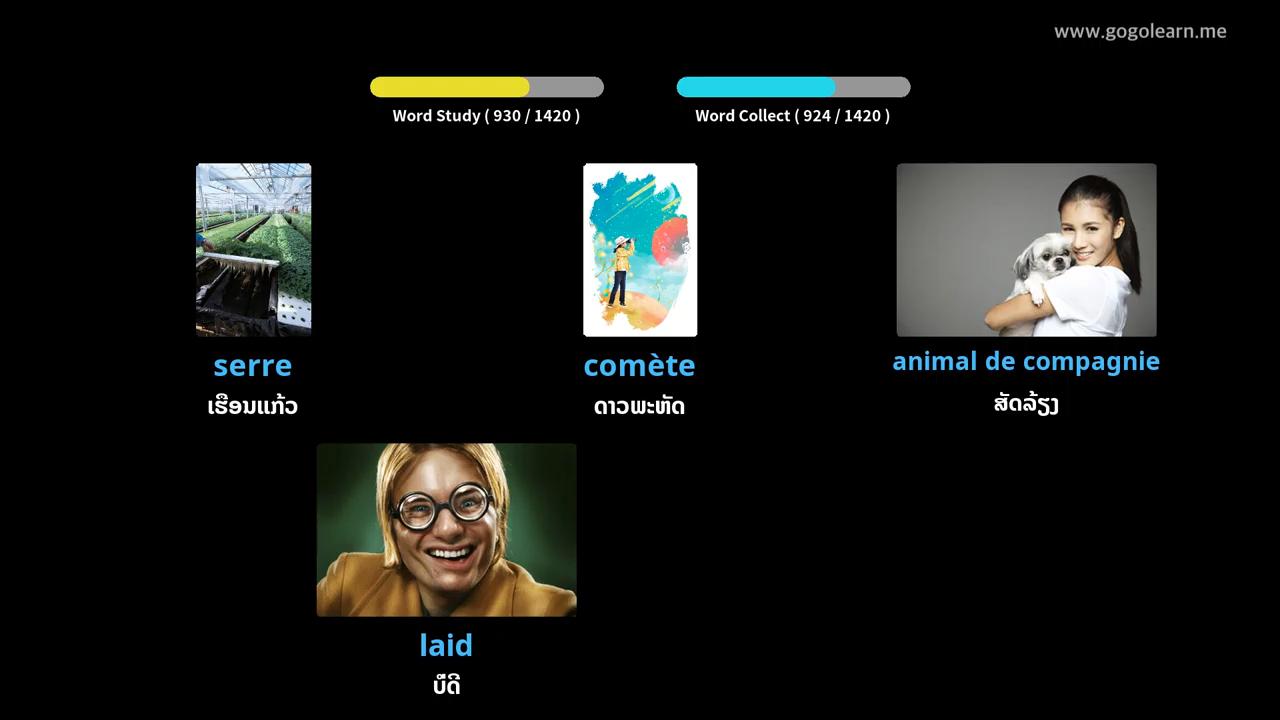 www.gogolearn.me
Word Study ( 930 / 1420 )
Word Collect ( 924 / 1420 )
serre
ເຮືອນແກ້ວ
comète
ດາວພະຫັດ
animal de compagnie
ສັດລ້ຽງ
laid
ບໍ່ດີ